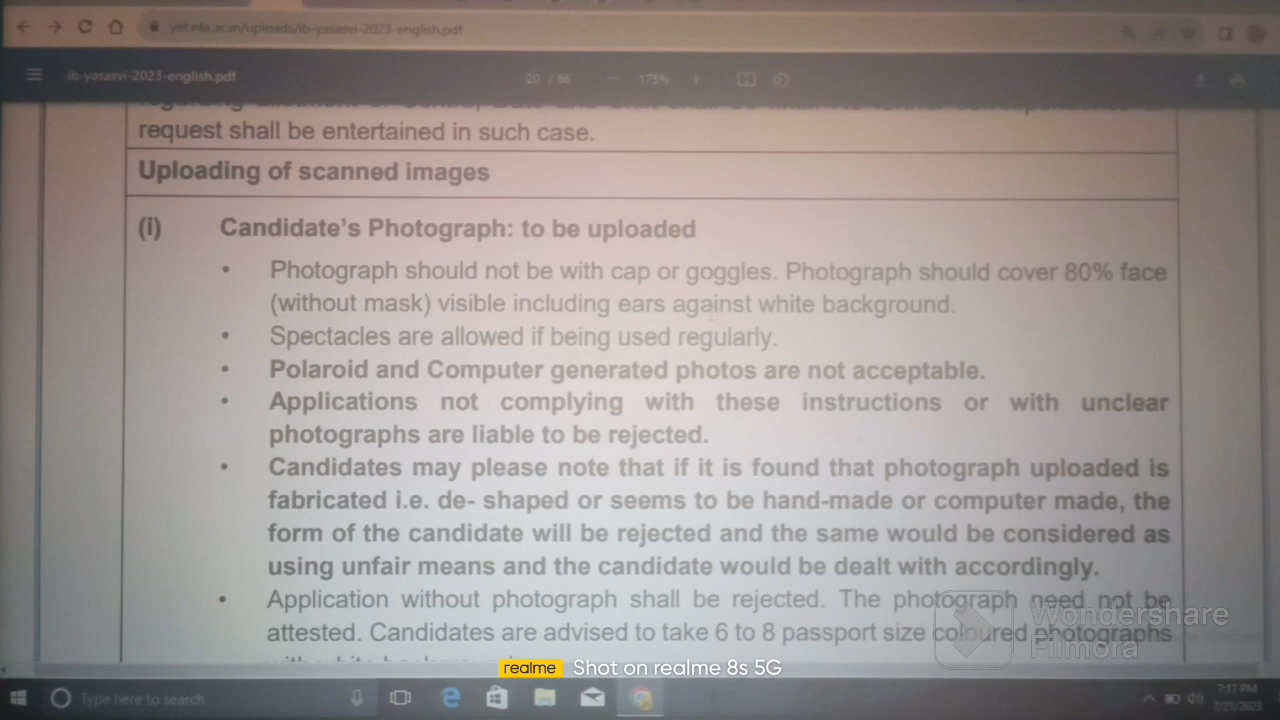 yet.nta.ac.in/uploads/ib-yasasvi-2023-english.pdf
ib-yasasvi-2023-english.pdf
20 / 66
175%
request shall be entertained in such case.
Uploading of scanned images
(i) Candidate's Photograph: to be uploaded
• Photograph should not be with cap or goggles. Photograph should cover 80% face
(without mask) visible including ears against white background.
• Spectacles are allowed if being used regularly.
• Polaroid and Computer generated photos are not acceptable.
• Applications not complying with these instructions or with unclear
photographs are liable to be rejected.
• Candidates may please note that if it is found that photograph uploaded is
fabricated i.e. de- shaped or seems to be hand-made or computer made, the
form of the candidate will be rejected and the same would be considered as
using unfair means and the candidate would be dealt with accordingly.
• Application without photograph shall be rejected. The photograph need not be
attested. Candidates are advised to take 6 to 8 passport size coloured photographs
Wondershare
Filmora
realme Shot on realme 8s 5G
Type here to search
7:17 PM
7/25/2023